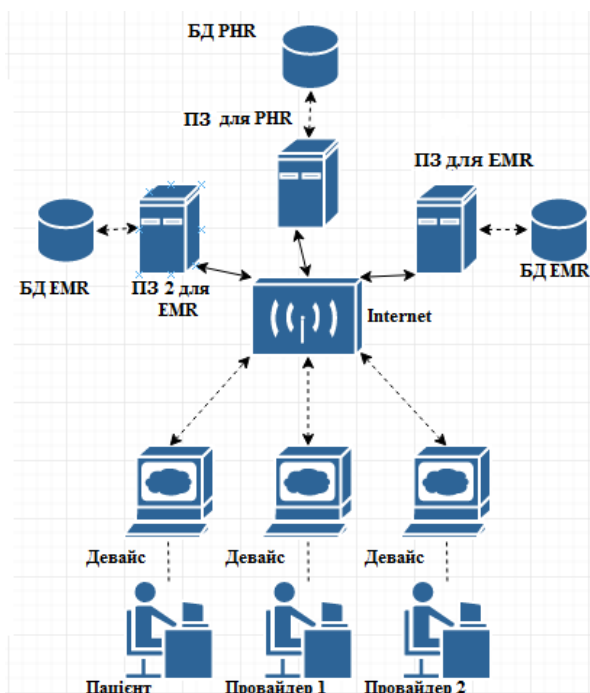 БД PHR
ПЗ для PHR
ПЗ для EMR
БД EMR
ПЗ 2 для
EMR
БД EMR
Internet
Девайс
Девайс
Девайс
Пацієнт
Провайдер 1
Провайдер 2